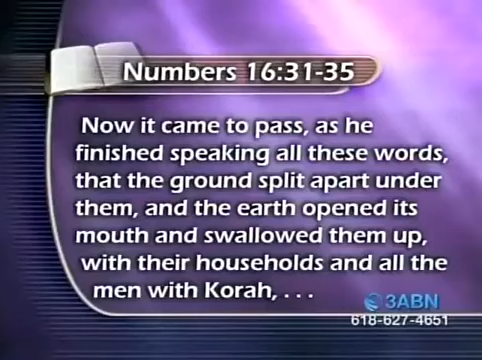 Numbers 16:31-35
Now it came to pass, as he
finished speaking all these words,
that the ground split apart under
them, and the earth opened its
mouth and swallowed them up,
with their households and all the
men with Korah, . . .
3ABN
618-627-4651